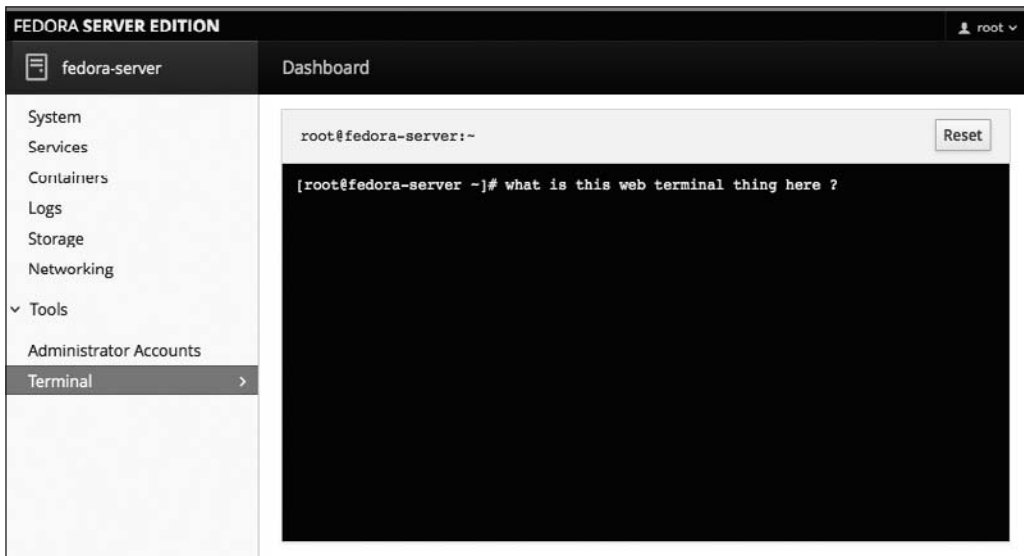 FEDORA SERVER EDITION
root
fedora-server
Dashboard
System
Services
Containers
Logs
Storage
Networking
Tools
Administrator Accounts
Terminal
root@fedora-server:~
Reset
[root@fedora-server ~]# what is this web terminal thing here ?